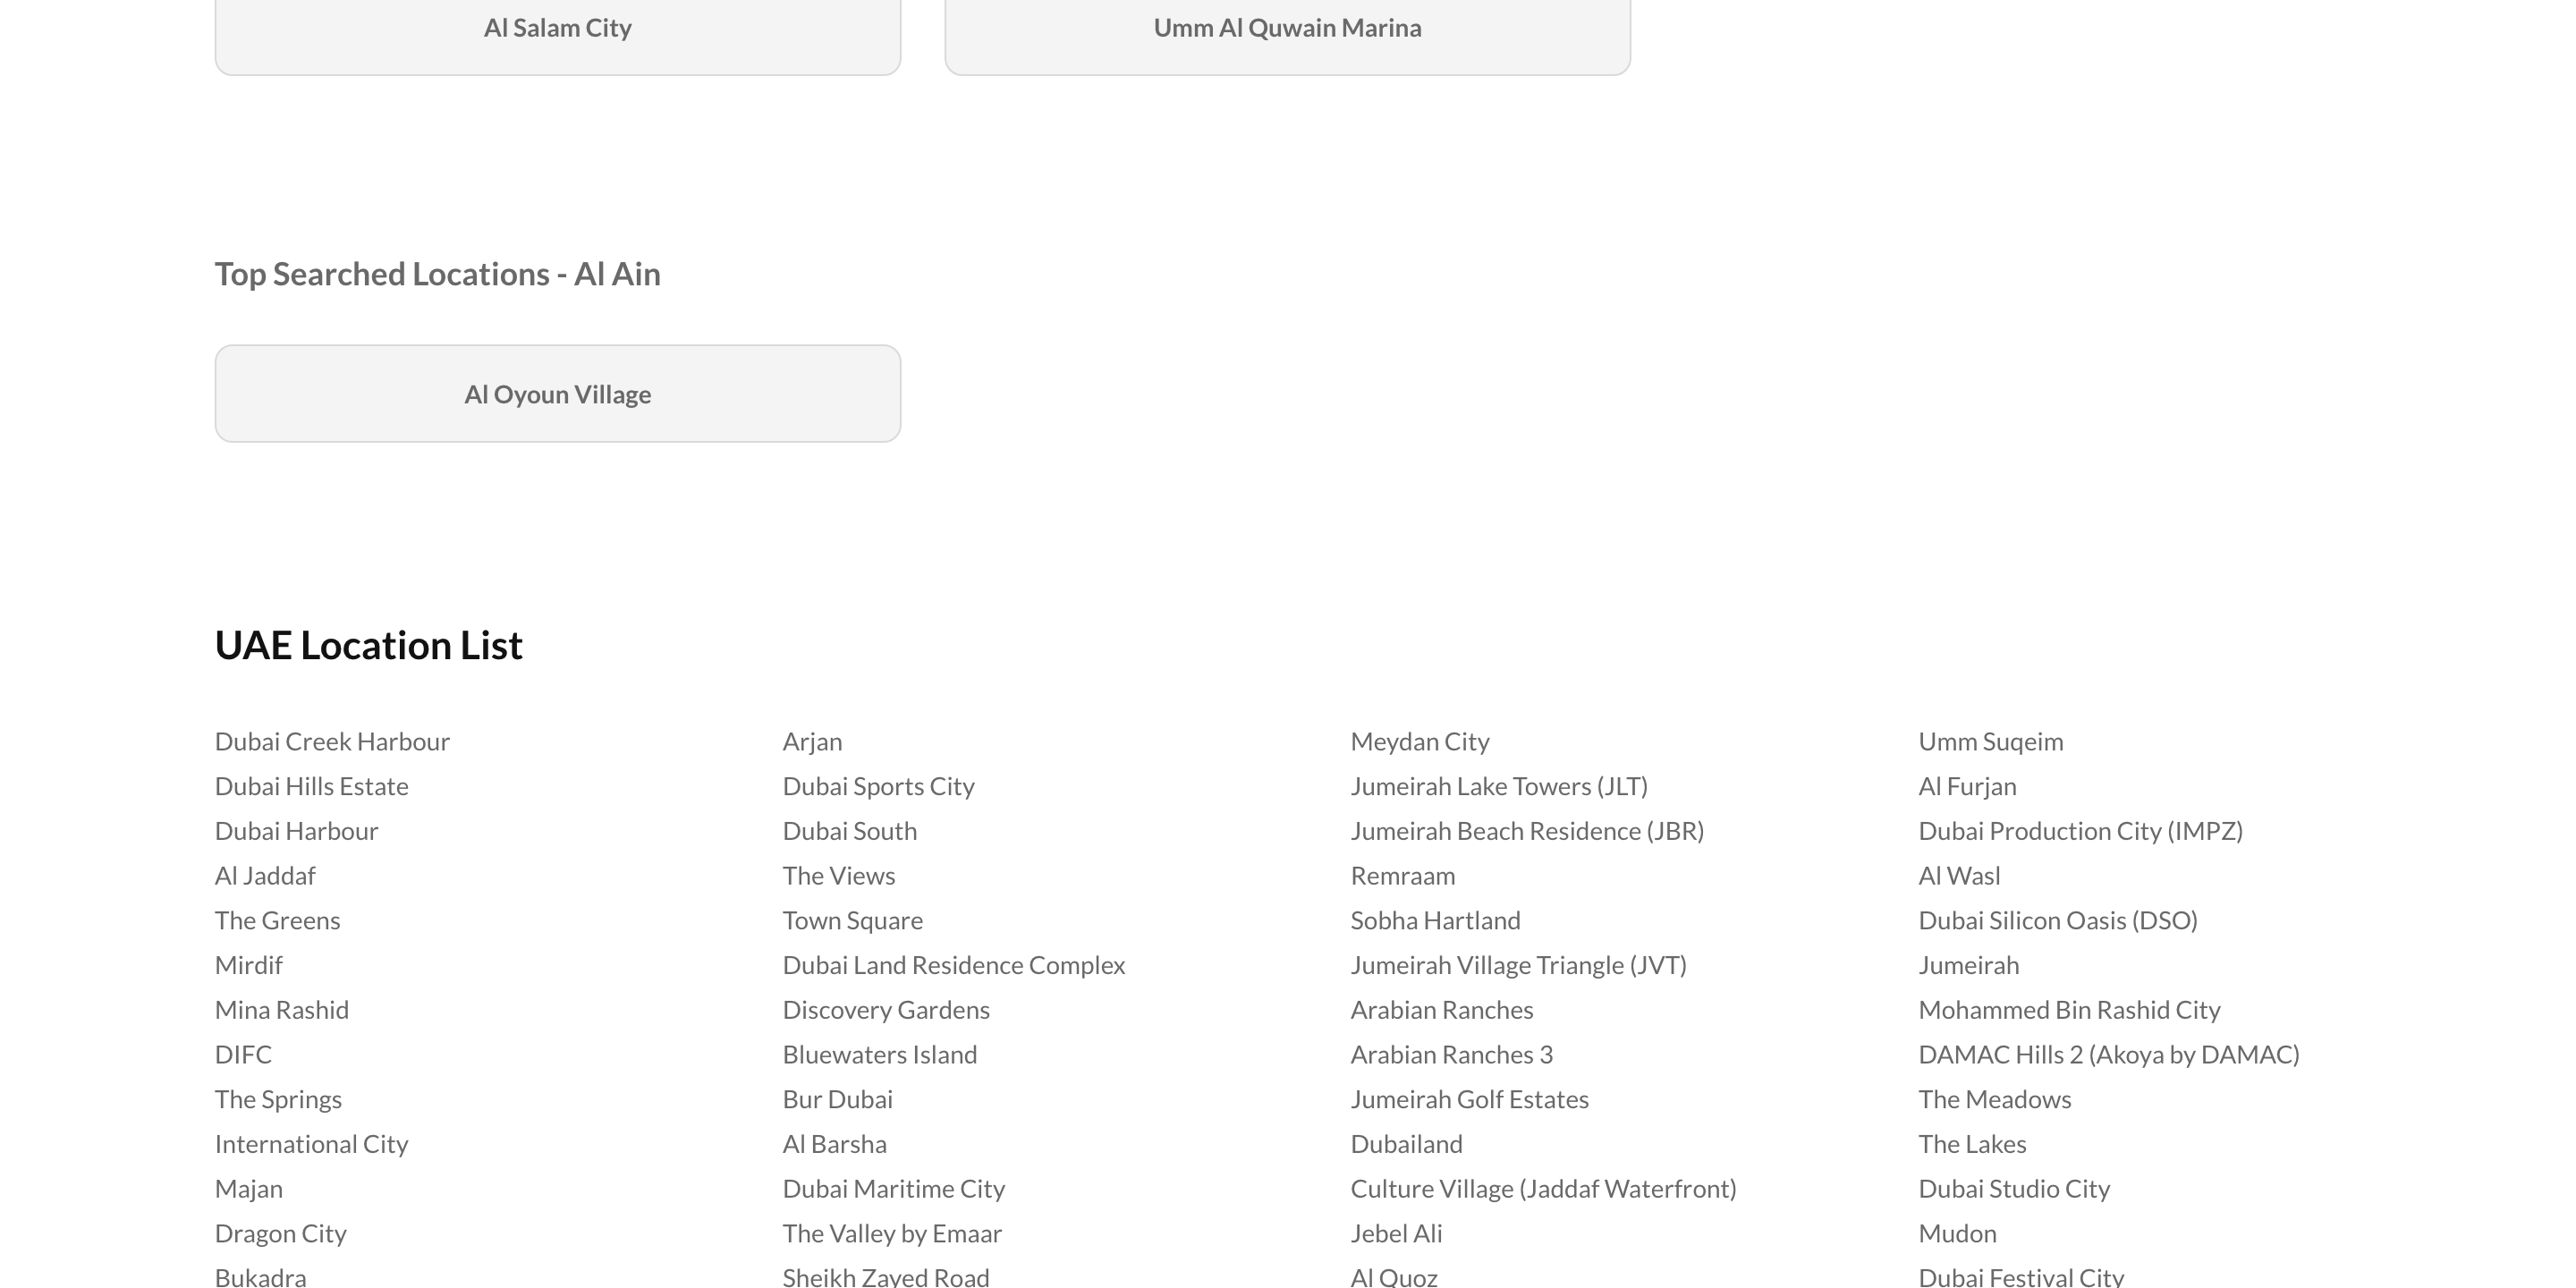 Al Salam City
Umm Al Quwain Marina
Top Searched Locations - Al Ain
Al Oyoun Village
UAE Location List
Dubai Creek Harbour
Dubai Hills Estate
Dubai Harbour
Al Jaddaf
The Greens
Mirdif
Mina Rashid
DIFC
The Springs
International City
Majan
Dragon City
Bukadra
Arjan
Dubai Sports City
Dubai South
The Views
Town Square
Dubai Land Residence Complex
Discovery Gardens
Bluewaters Island
Bur Dubai
Al Barsha
Dubai Maritime City
The Valley by Emaar
Sheikh Zayed Road
Meydan City
Jumeirah Lake Towers (JLT)
Jumeirah Beach Residence (JBR)
Remraam
Sobha Hartland
Jumeirah Village Triangle (JVT)
Arabian Ranches
Arabian Ranches 3
Jumeirah Golf Estates
Dubailand
Culture Village (Jaddaf Waterfront)
Jebel Ali
Al Quoz
Umm Suqeim
Al Furjan
Dubai Production City (IMPZ)
Al Wasl
Dubai Silicon Oasis (DSO)
Jumeirah
Mohammed Bin Rashid City
DAMAC Hills 2 (Akoya by DAMAC)
The Meadows
The Lakes
Dubai Studio City
Mudon
Dubai Festival City